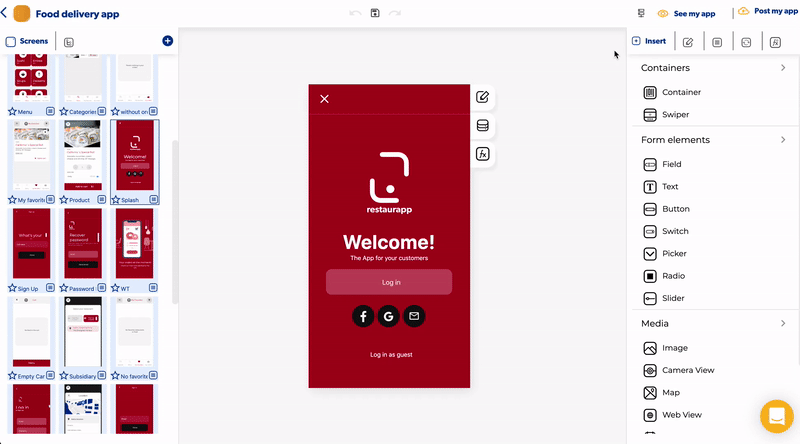 Food delivery app
See my app
Post my app
Screens
Insert
Menu
Categories
without on
My favorite
Product
Splash
What's your
Sign Up
Recover
password
Password
WT
Empty Car
Subsidiary
No favorite
restaurapp
Welcome!
The App for your customers
Log in
Log in as guest
Containers
Container
Swiper
Form elements
Field
Text
Button
Switch
Picker
Radio
Slider
Media
Image
Camera View
Map
Web View